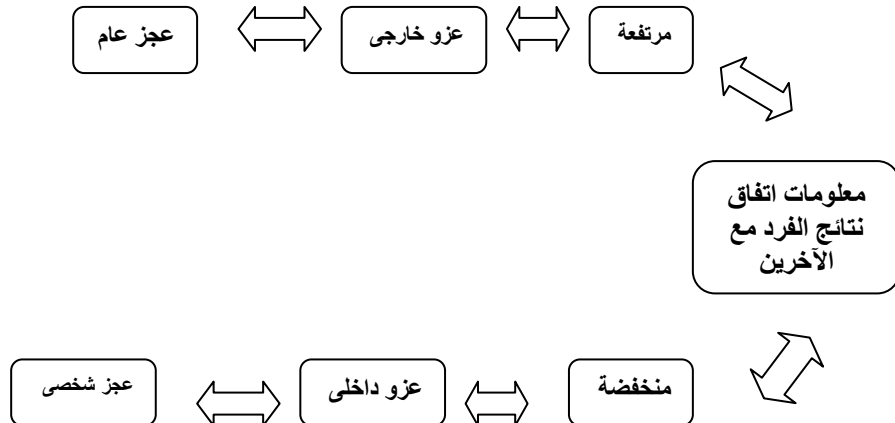 مرتفعة
عزو خارجى
عجز عام
معلومات اتفاق
نتائج الفرد مع
الآخرين
منخفضة
عزو داخلى
عجز شخصى